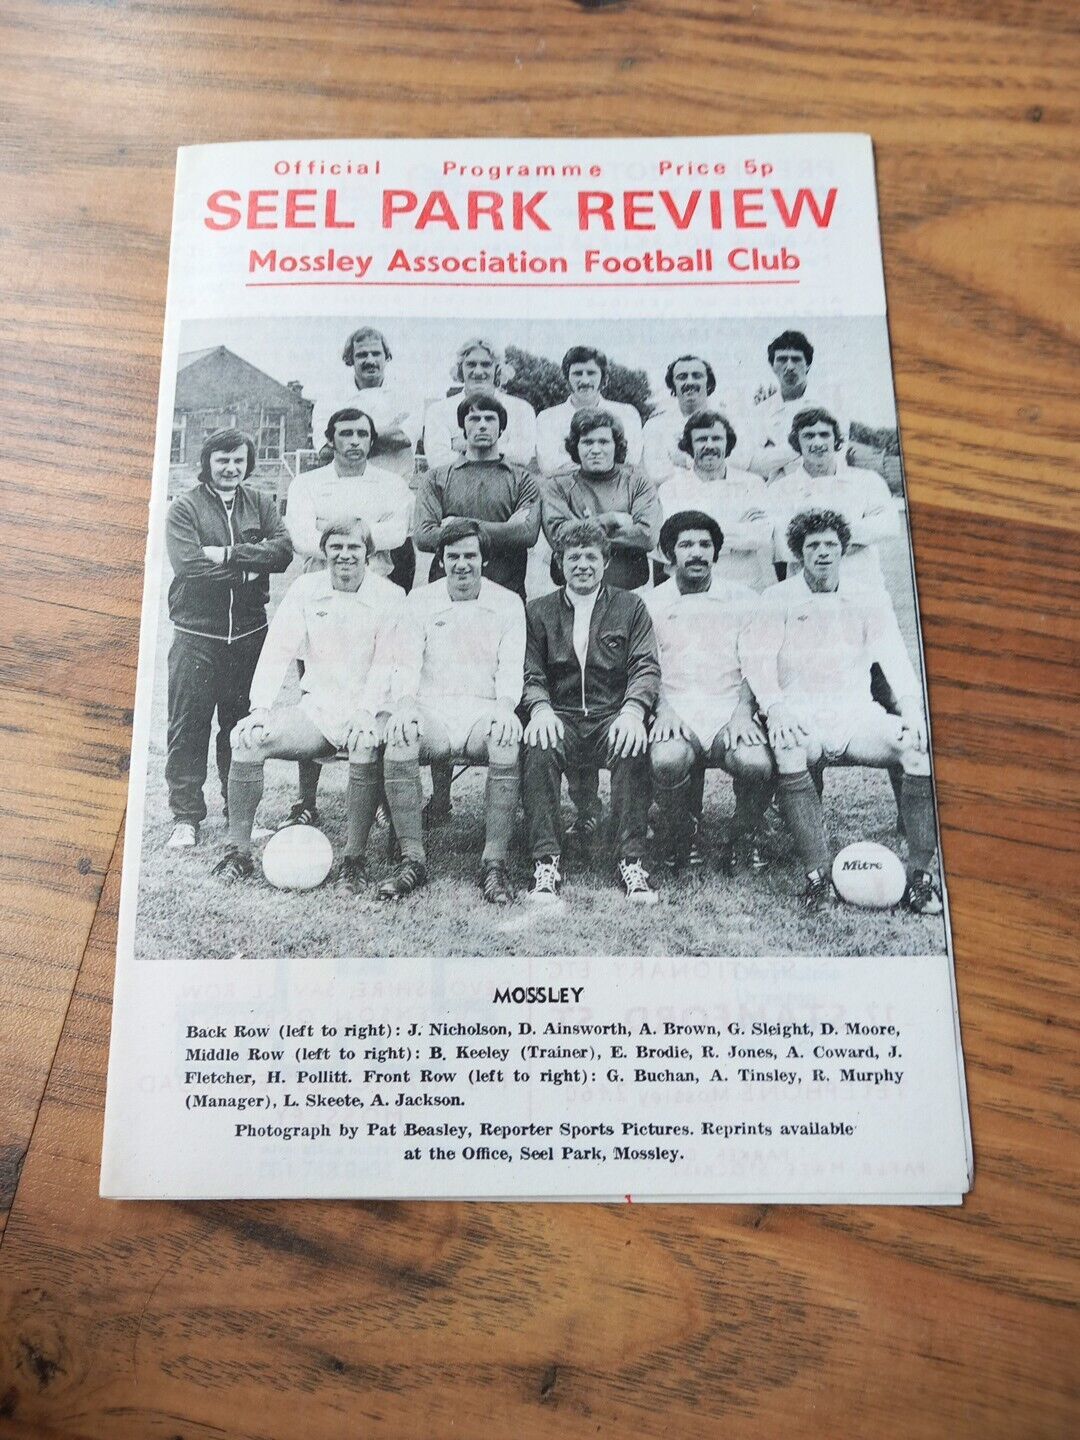 Official Programme Price 5p
SEEL PARK REVIEW
Mossley Association Football Club
Mitre
MOSSLEY
Back Row (left to right): J. Nicholson, D. Ainsworth, A. Brown, G. Sleight, D. Moore,
Middle Row (left to right): B. Keeley (Trainer), E. Brodie, R. Jones, A. Coward, J.
Fletcher, H. Pollitt. Front Row (left to right): G. Buchan, A. Tinsley, R. Murphy
(Manager), L. Skeete, A. Jackson.
Photograph by Pat Beasley, Reporter Sports Pictures. Reprints available
at the Office, Seel Park, Mossley.